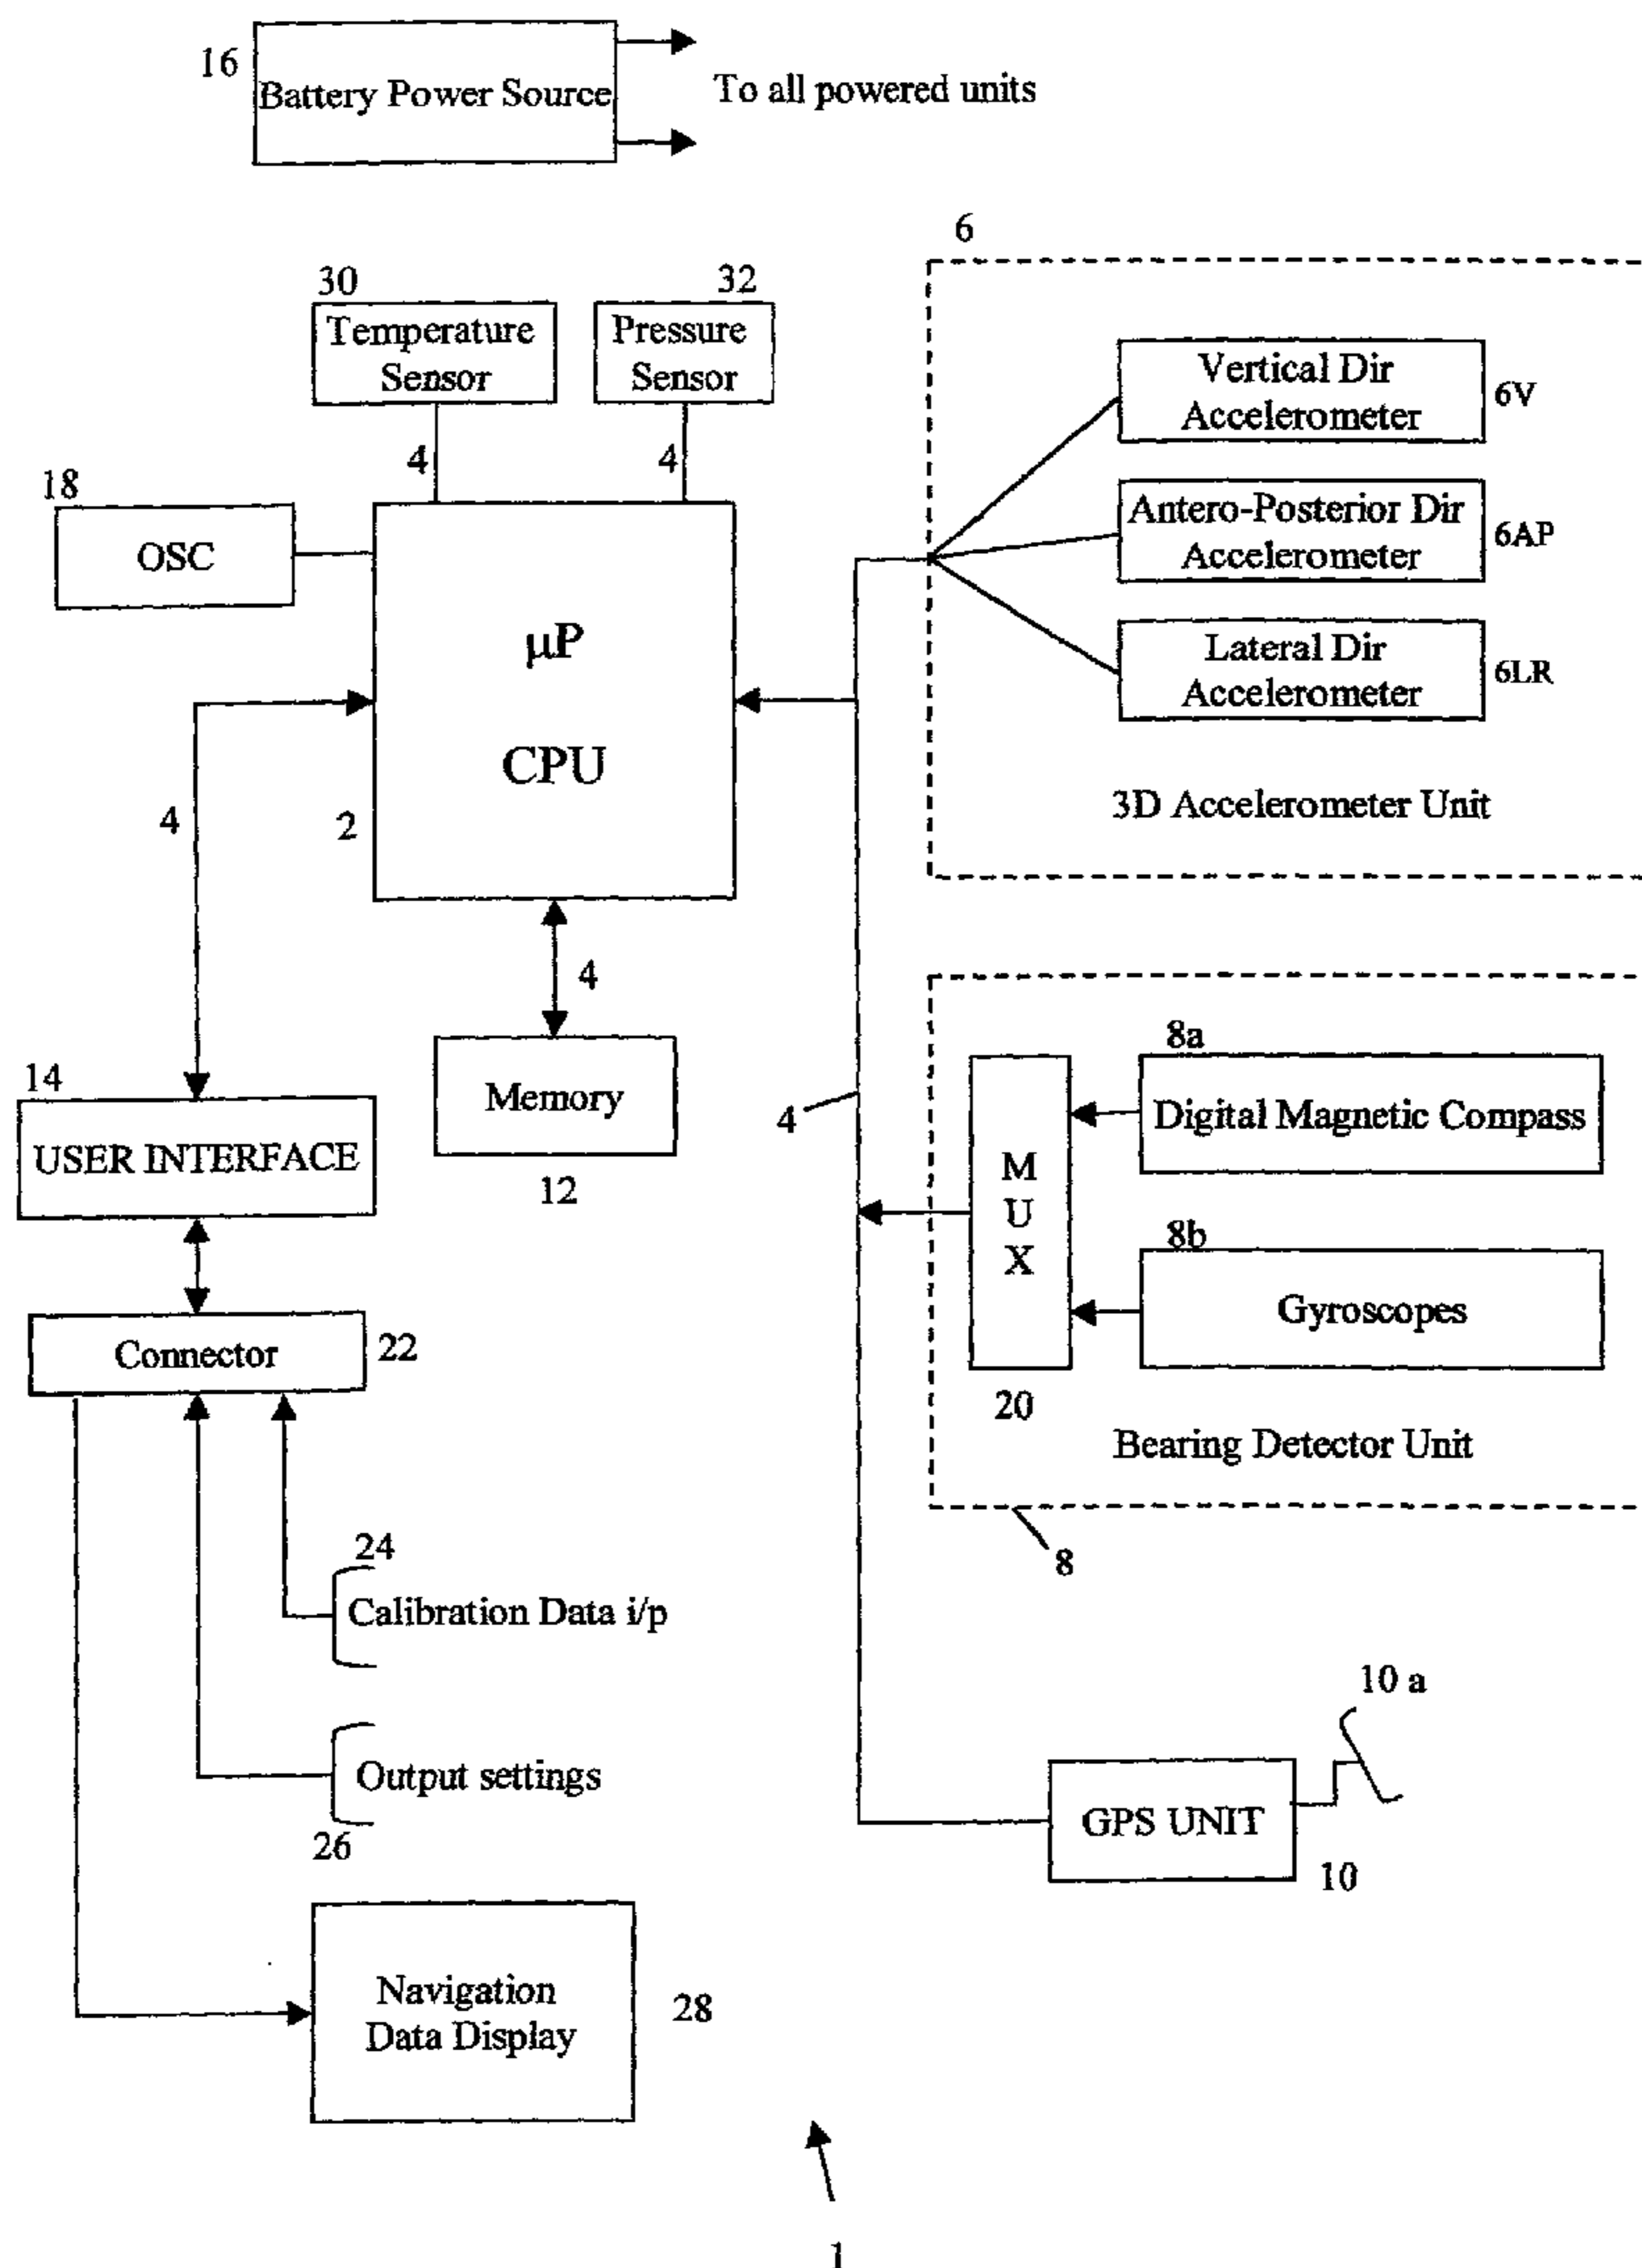 16
Battery Power Source
To all powered units
6
30
32
Temperature
Sensor
Pressure
Sensor
Vertical Dir
Accelerometer
6V
4
4
18
OSC
Antero-Posterior Dir
Accelerometer
6AP
μP
CPU
2
Lateral Dir
Accelerometer
6LR
3D Accelerometer Unit
4
4
14
USER INTERFACE
Memory
12
4
8a
Digital Magnetic Compass
M
U
X
8b
Gyroscopes
20
Bearing Detector Unit
8
Connector
22
24
Calibration Data i/p
Output settings
26
10 a
GPS UNIT
10
Navigation
Data Display
28
1